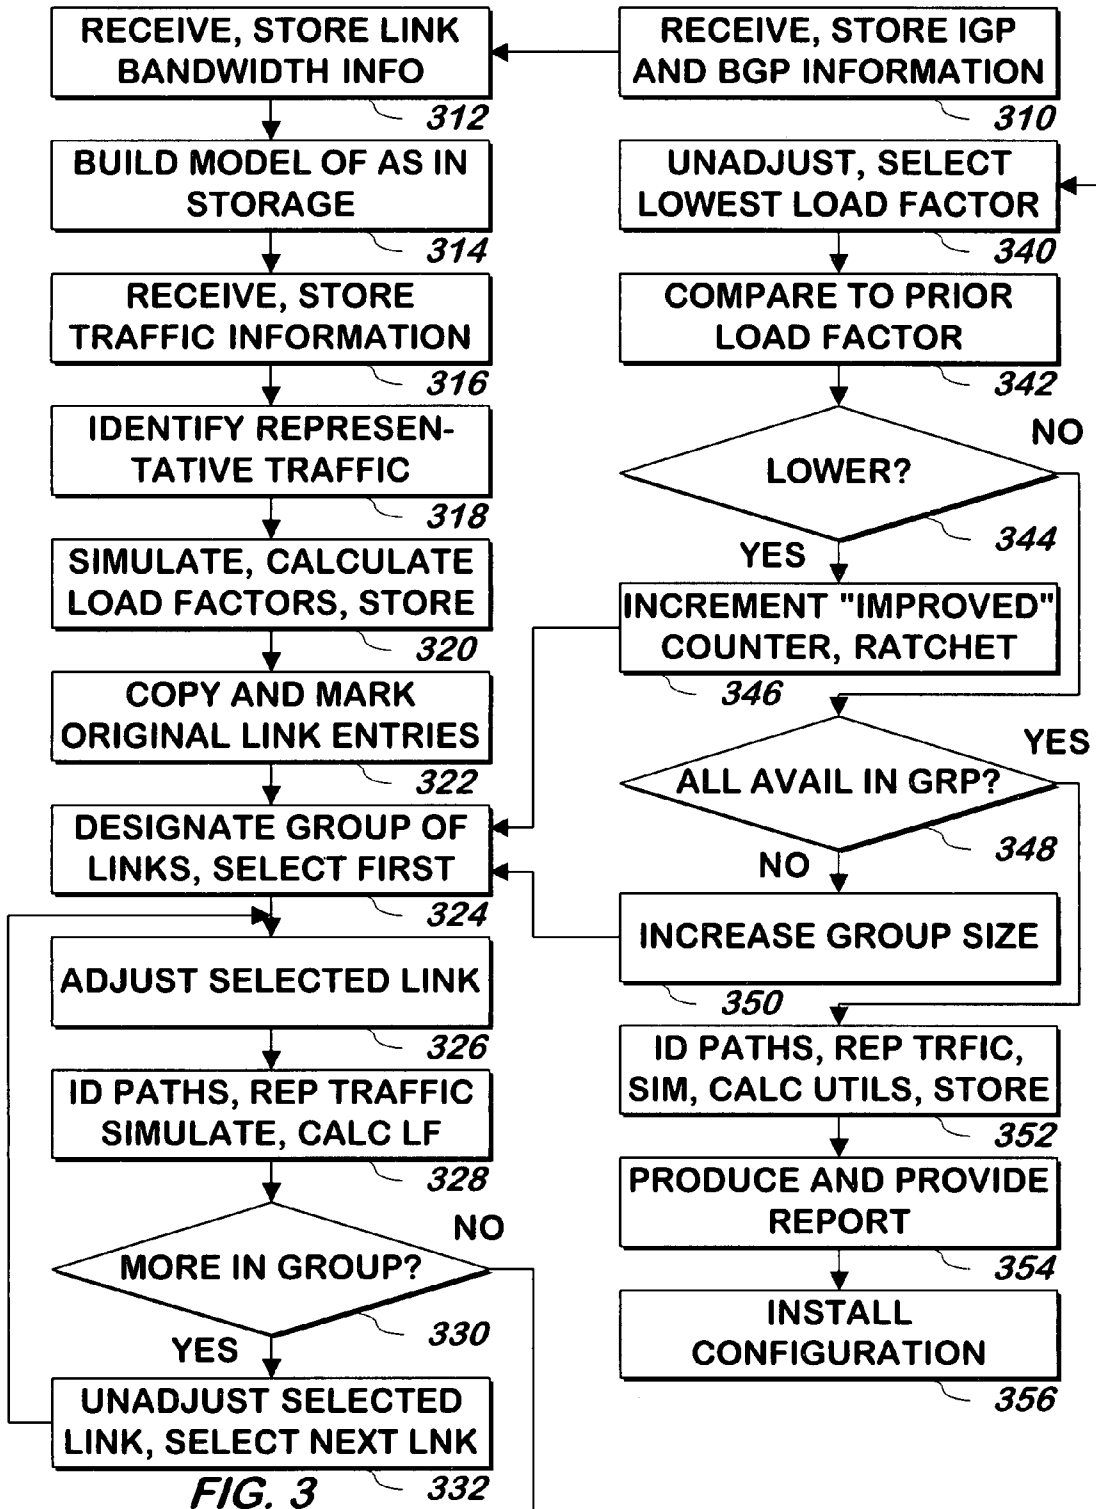 RECEIVE, STORE LINK
BANDWIDTH INFO
312
BUILD MODEL OF AS IN
STORAGE
314
RECEIVE, STORE
TRAFFIC INFORMATION
316
IDENTIFY REPRESEN-
TATIVE TRAFFIC
318
SIMULATE, CALCULATE
LOAD FACTORS, STORE
320
COPY AND MARK
ORIGINAL LINK ENTRIES
322
DESIGNATE GROUP OF
LINKS, SELECT FIRST
324
ADJUST SELECTED LINK
326
ID PATHS, REP TRAFFIC
SIMULATE, CALC LF
328
NO
MORE IN GROUP?
330
YES
UNADJUST SELECTED
LINK, SELECT NEXT LNK
332
FIG. 3
RECEIVE, STORE IGP
AND BGP INFORMATION
310
UNADJUST, SELECT
LOWEST LOAD FACTOR
340
COMPARE TO PRIOR
LOAD FACTOR
342
NO
LOWER?
344
YES
INCREMENT "IMPROVED"
COUNTER, RATCHET
346
YES
ALL AVAIL IN GRP?
348
NO
INCREASE GROUP SIZE
350
ID PATHS, REP TRFIC,
SIM, CALC UTILS, STORE
352
PRODUCE AND PROVIDE
REPORT
354
INSTALL
CONFIGURATION
356